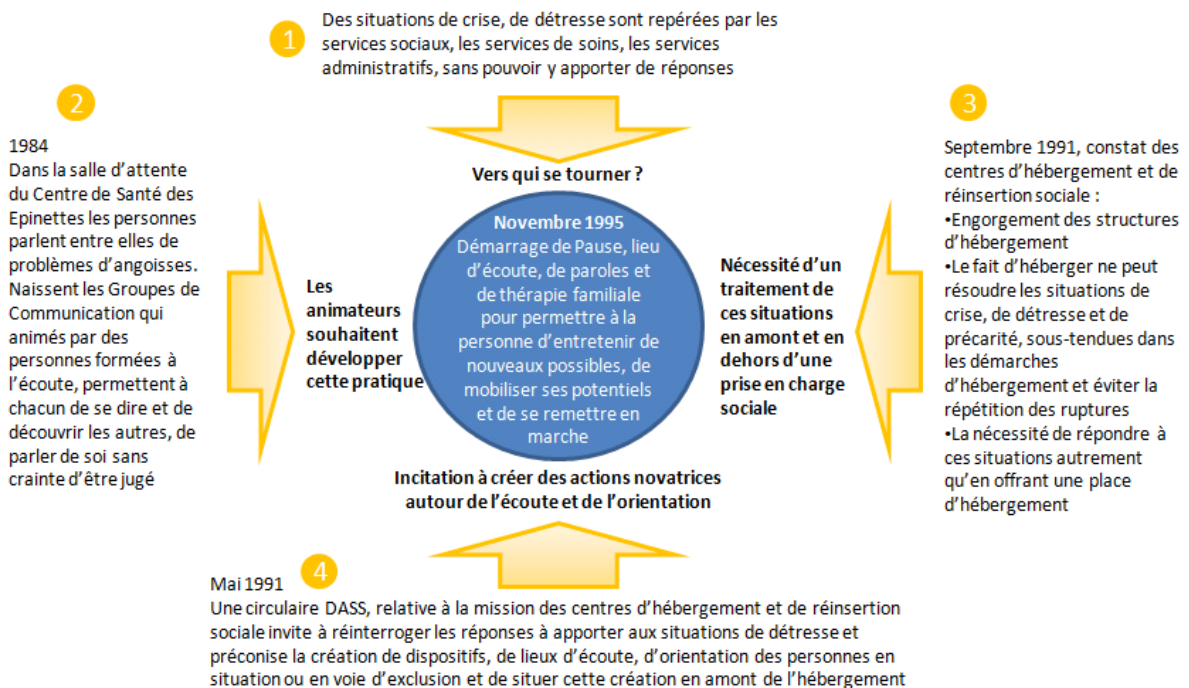 1
Des situations de crise, de détresse sont repérées par les
services sociaux, les services de soins, les services
administratifs, sans pouvoir y apporter de réponses
Vers qui se tourner ?
2
1984
Dans la salle d'attente
du Centre de Santé des
Epinettes les personnes
parlent entre elles de
problèmes d'angoisses.
Naissent les Groupes de
Communication qui
animés par des
personnes formées à
l'écoute, permettent à
chacun de se dire et de
découvrir les autres, de
parler de soi sans
crainte d'être jugé
Les
animateurs
souhaitent
développer
cette pratique
Novembre 1995
Démarrage de Pause, lieu
d'écoute, de paroles et
de thérapie familiale
pour permettre à la
personne d'entretenir de
nouveaux possibles, de
mobiliser ses potentiels
et de se remettre en
marche
Nécessité d'un
traitement de
ces situations
en amont et en
dehors d'une
prise en charge
sociale
3
Septembre 1991, constat des
centres d'hébergement et de
réinsertion sociale :
•Engorgement des structures
d'hébergement
•Le fait d'héberger ne peut
résoudre les situations de
crise, de détresse et de
précarité, sous-tendues dans
les démarches
d'hébergement et éviter la
répétition des ruptures
•La nécessité de répondre à
ces situations autrement
qu'en offrant une place
d'hébergement
Incitation à créer des actions novatrices
autour de l'écoute et de l'orientation
4
Mai 1991
Une circulaire DASS, relative à la mission des centres d'hébergement et de réinsertion
sociale invite à réinterroger les réponses à apporter aux situations de détresse et
préconise la création de dispositifs, de lieux d'écoute, d'orientation des personnes en
situation ou en voie d'exclusion et de situer cette création en amont de l'hébergement